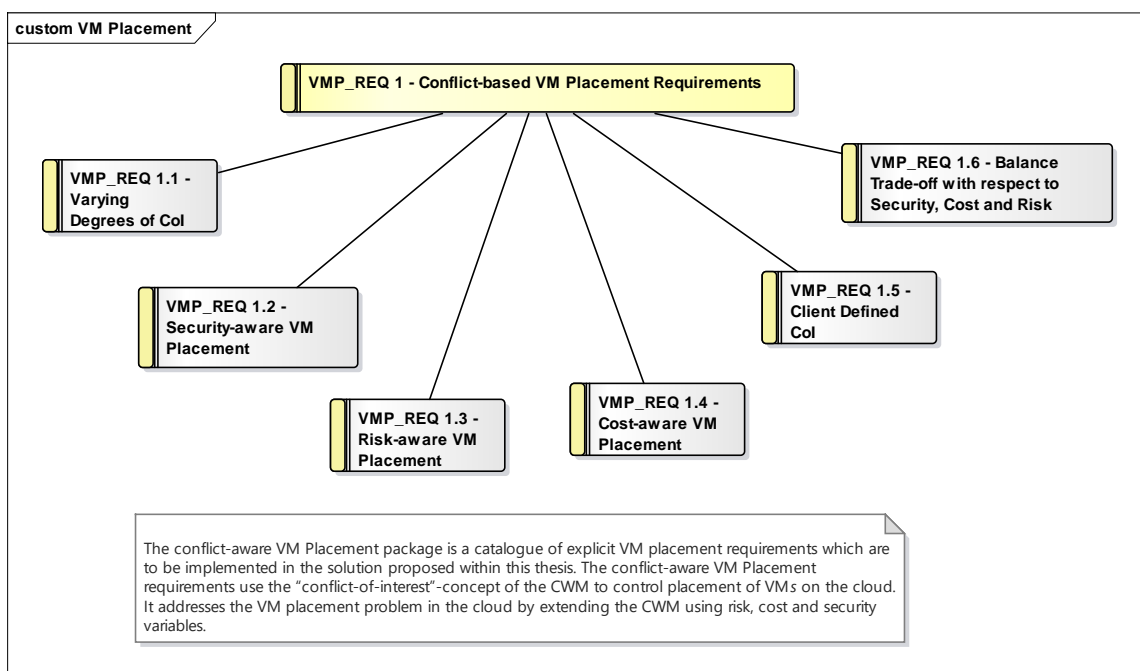 custom VM Placement
VMP_REQ 1 - Conflict-based VM Placement Requirements
VMP_REQ 1.1 -
Varying
Degrees of CoI
VMP_REQ 1.6 - Balance
Trade-off with respect to
Security, Cost and Risk
VMP_REQ 1.2 -
Security-aware VM
Placement
VMP_REQ 1.5 -
Client Defined
CoI
VMP_REQ 1.3 -
Risk-aware VM
Placement
VMP_REQ 1.4 -
Cost-aware VM
Placement
The conflict-aware VM Placement package is a catalogue of explicit VM placement requirements which are
to be implemented in the solution proposed within this thesis. The conflict-aware VM Placement
requirements use the “conflict-of-interest”-concept of the CWM to control placement of VMs on the cloud.
It addresses the VM placement problem in the cloud by extending the CWM using risk, cost and security
variables.